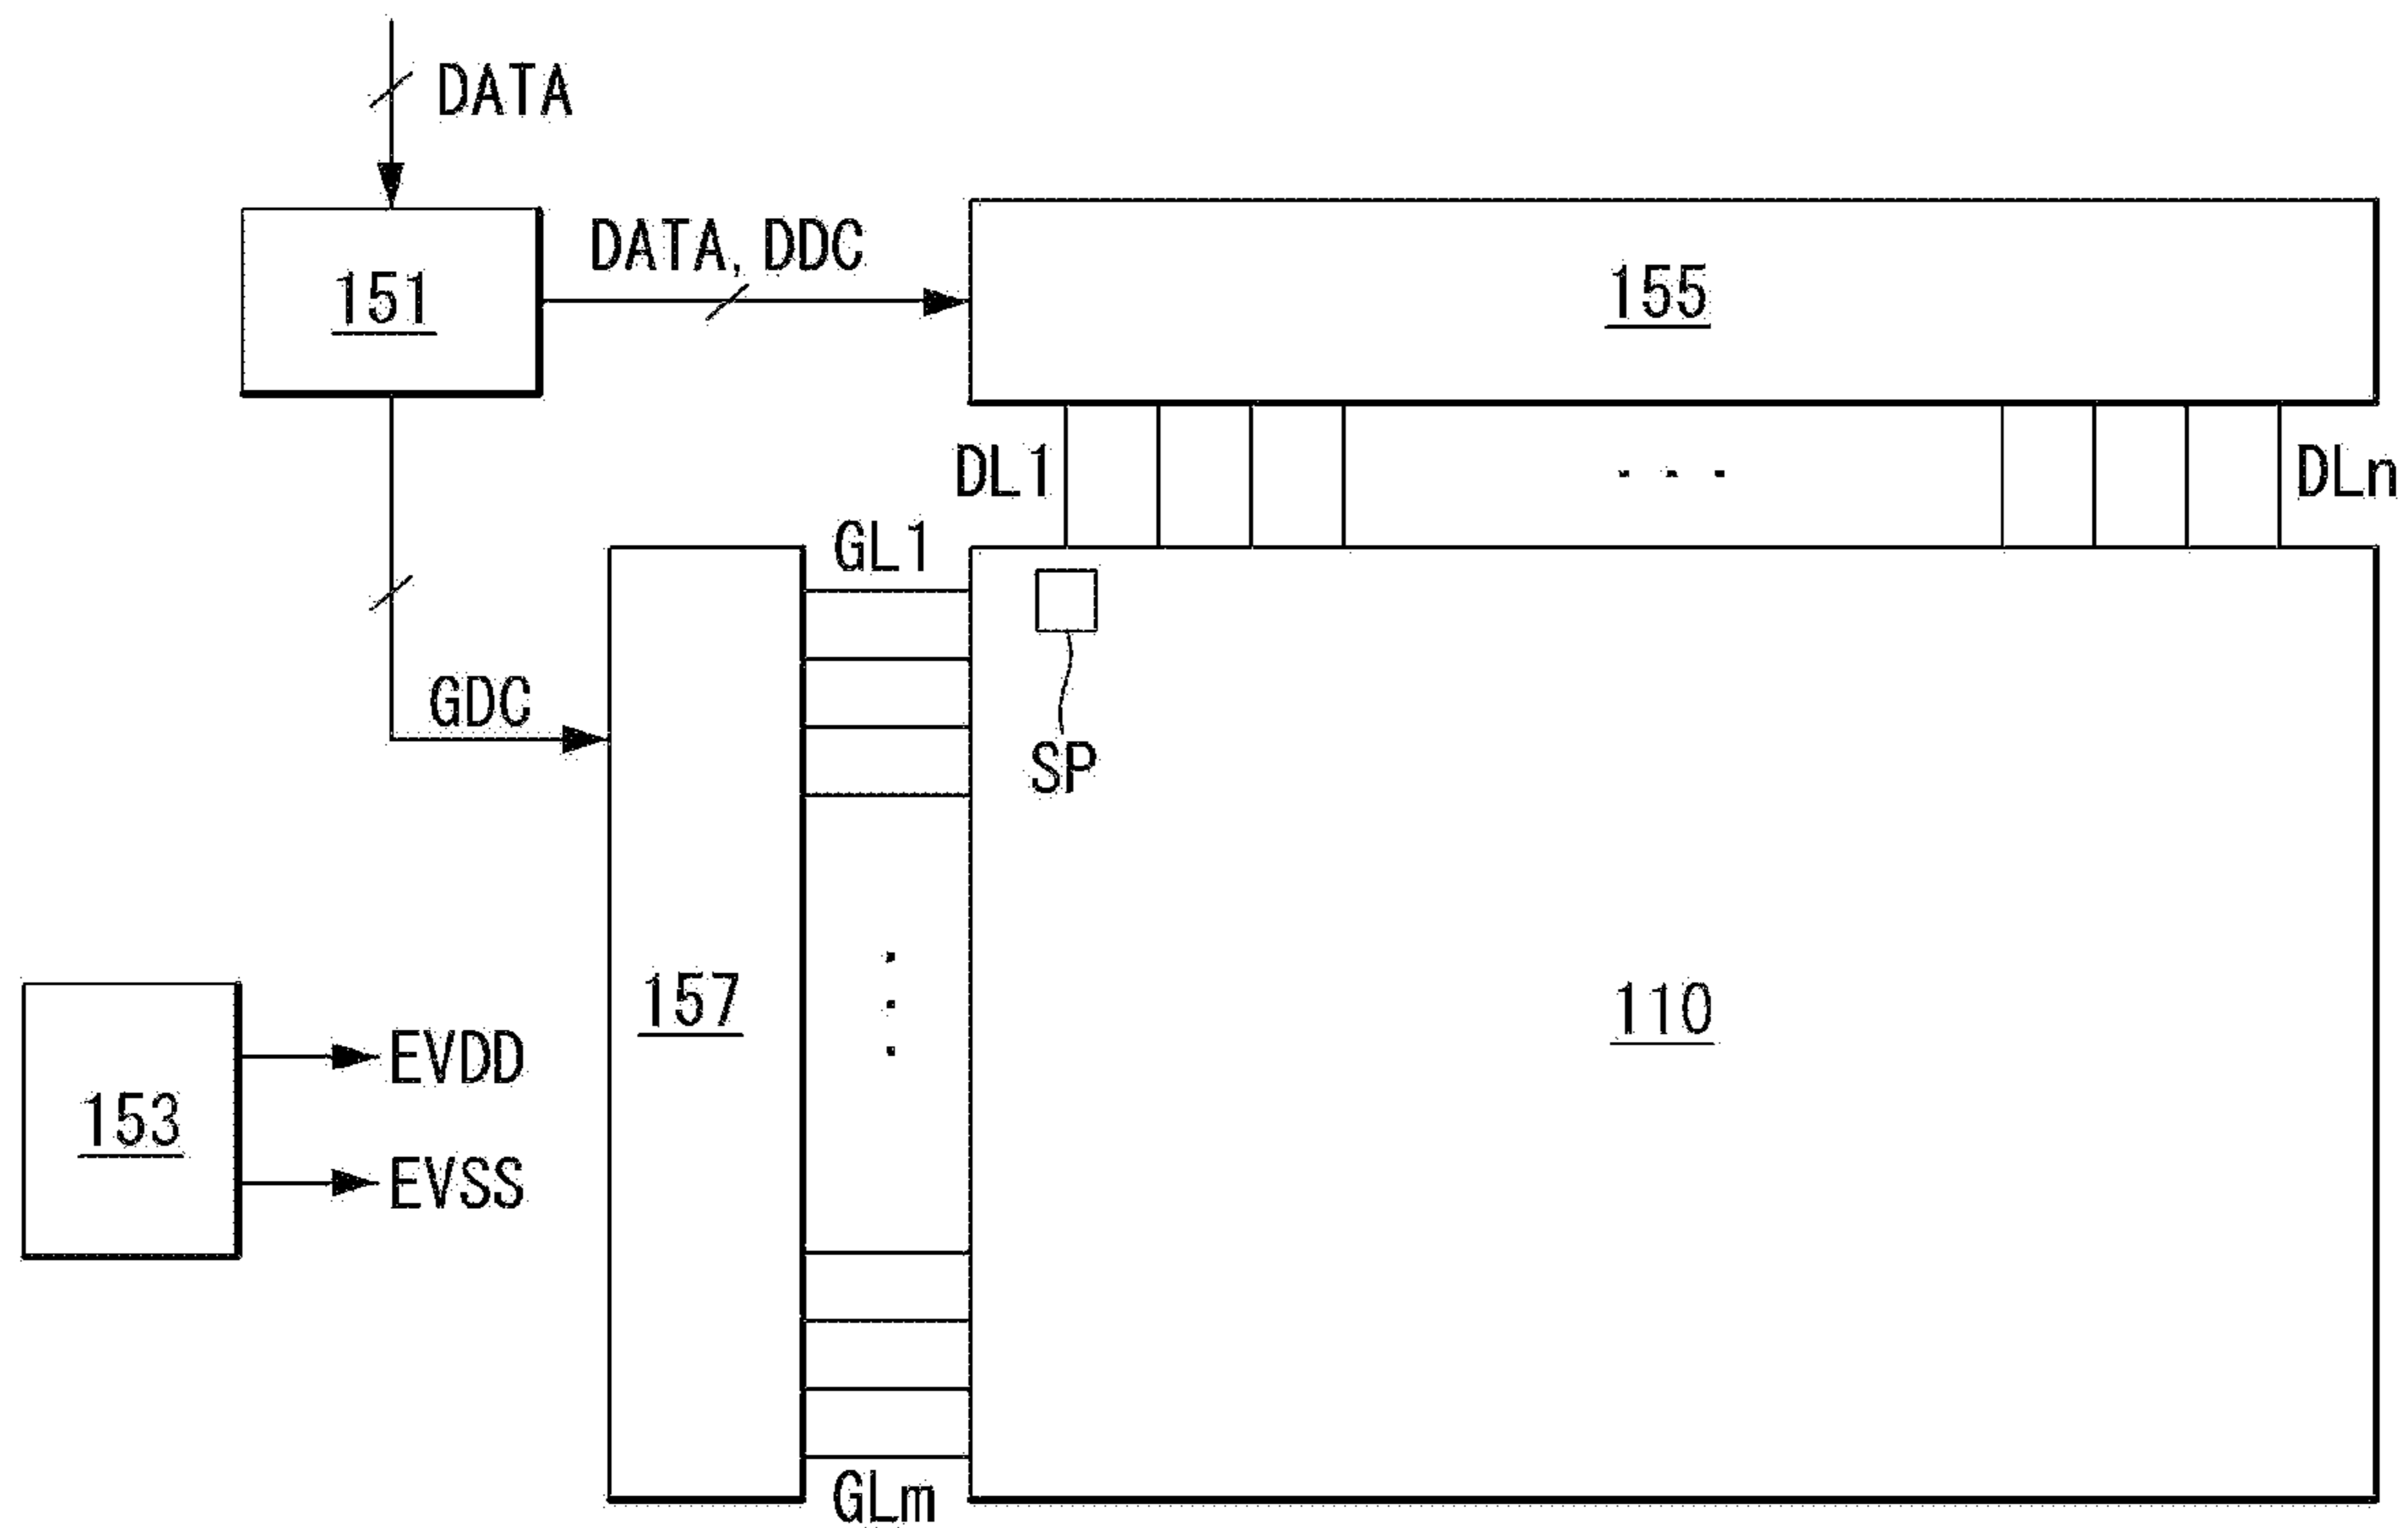 DATA
DATA, DDC
151
155
DL1
. . .
DLn
GL1
GDC
SP
157
110
EVDD
153
EVSS
GLm